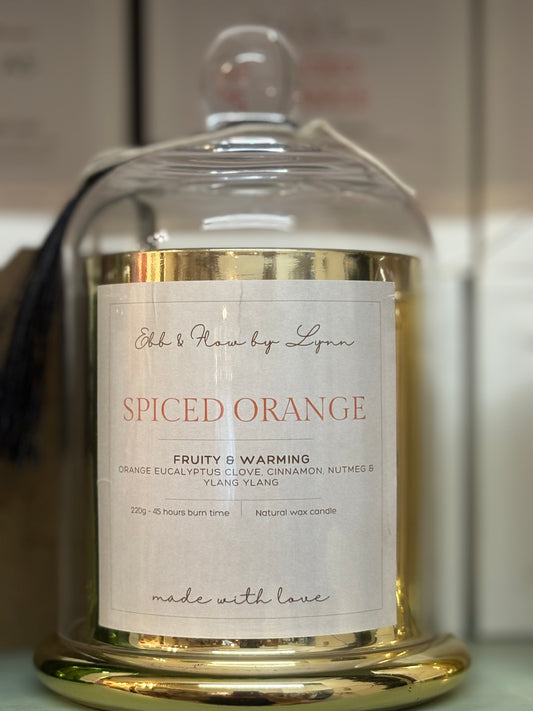 Ebb & Flow by Lynn
SPICED ORANGE
FRUITY & WARMING
ORANGE EUCALYPTUS CLOVE, CINNAMON, NUTMEG &
YLANG YLANG
220g - 45 hours burn time Natural wax candle
made with love